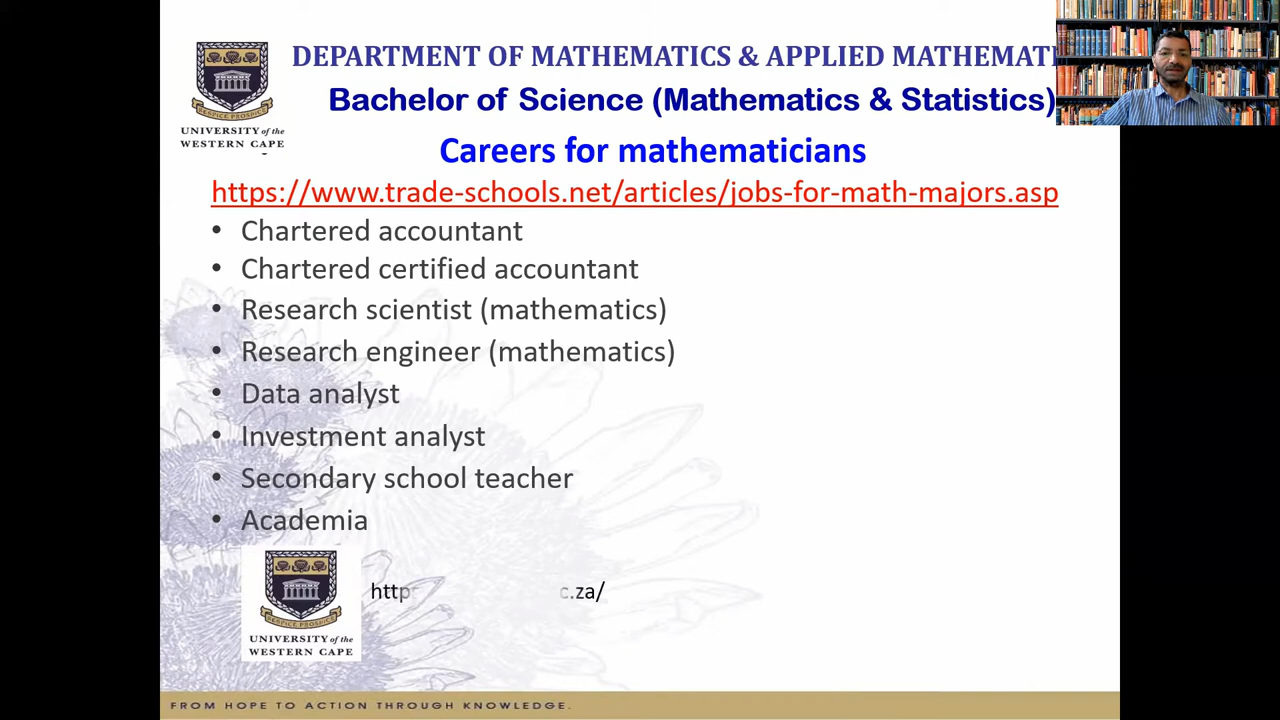 DEPARTMENT OF MATHEMATICS & APPLIED MATHEMATI
Bachelor of Science (Mathematics & Statistics)
UNIVERSITY of the
WESTERN CAPE
Careers for mathematicians
https://www.trade-schools.net/articles/jobs-for-math-majors.asp
• Chartered accountant
• Chartered certified accountant
• Research scientist (mathematics)
• Research engineer (mathematics)
• Data analyst
• Investment analyst
• Secondary school teacher
• Academia
http
c.za/
UNIVERSITY of the
WESTERN CAPE
FROM HOPE TO ACTION THROUGH KNOWLEDGE.